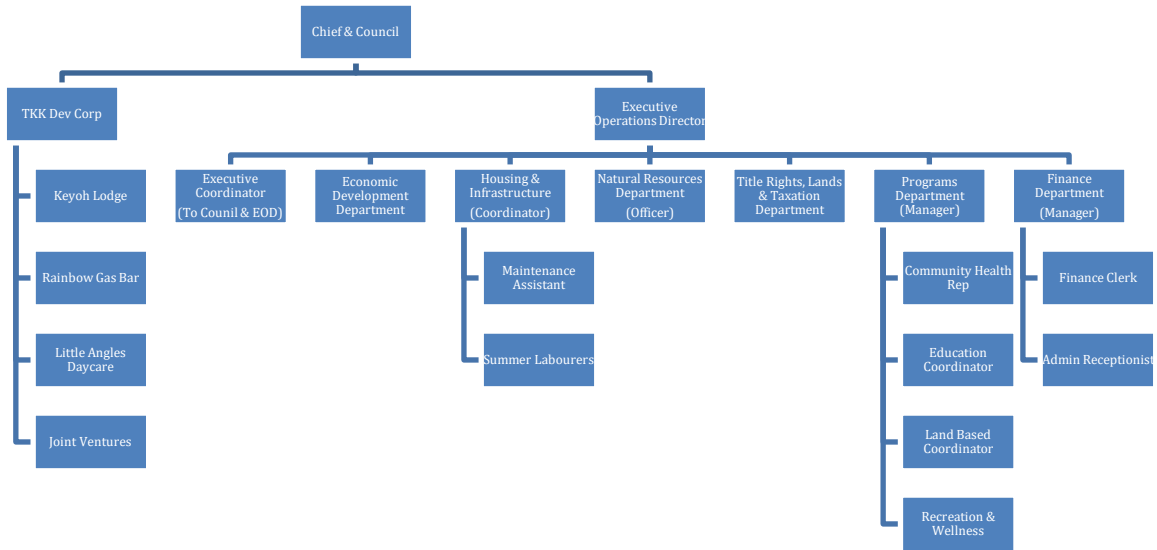 Chief & Council
TKK Dev Corp
Executive
Operations Director
Keyoh Lodge
Executive
Coordinator
(To Counil & EOD)
Economic
Development
Department
Housing &
Infrastructure
(Coordinator)
Natural Resources
Department
(Officer)
Title Rights, Lands
& Taxation
Department
Programs
Department
(Manager)
Finance
Department
(Manager)
Rainbow Gas Bar
Maintenance
Assistant
Community Health
Rep
Finance Clerk
Little Angles
Daycare
Summer Labourers
Education
Coordinator
Admin Receptionist
Joint Ventures
Land Based
Coordinator
Recreation &
Wellness